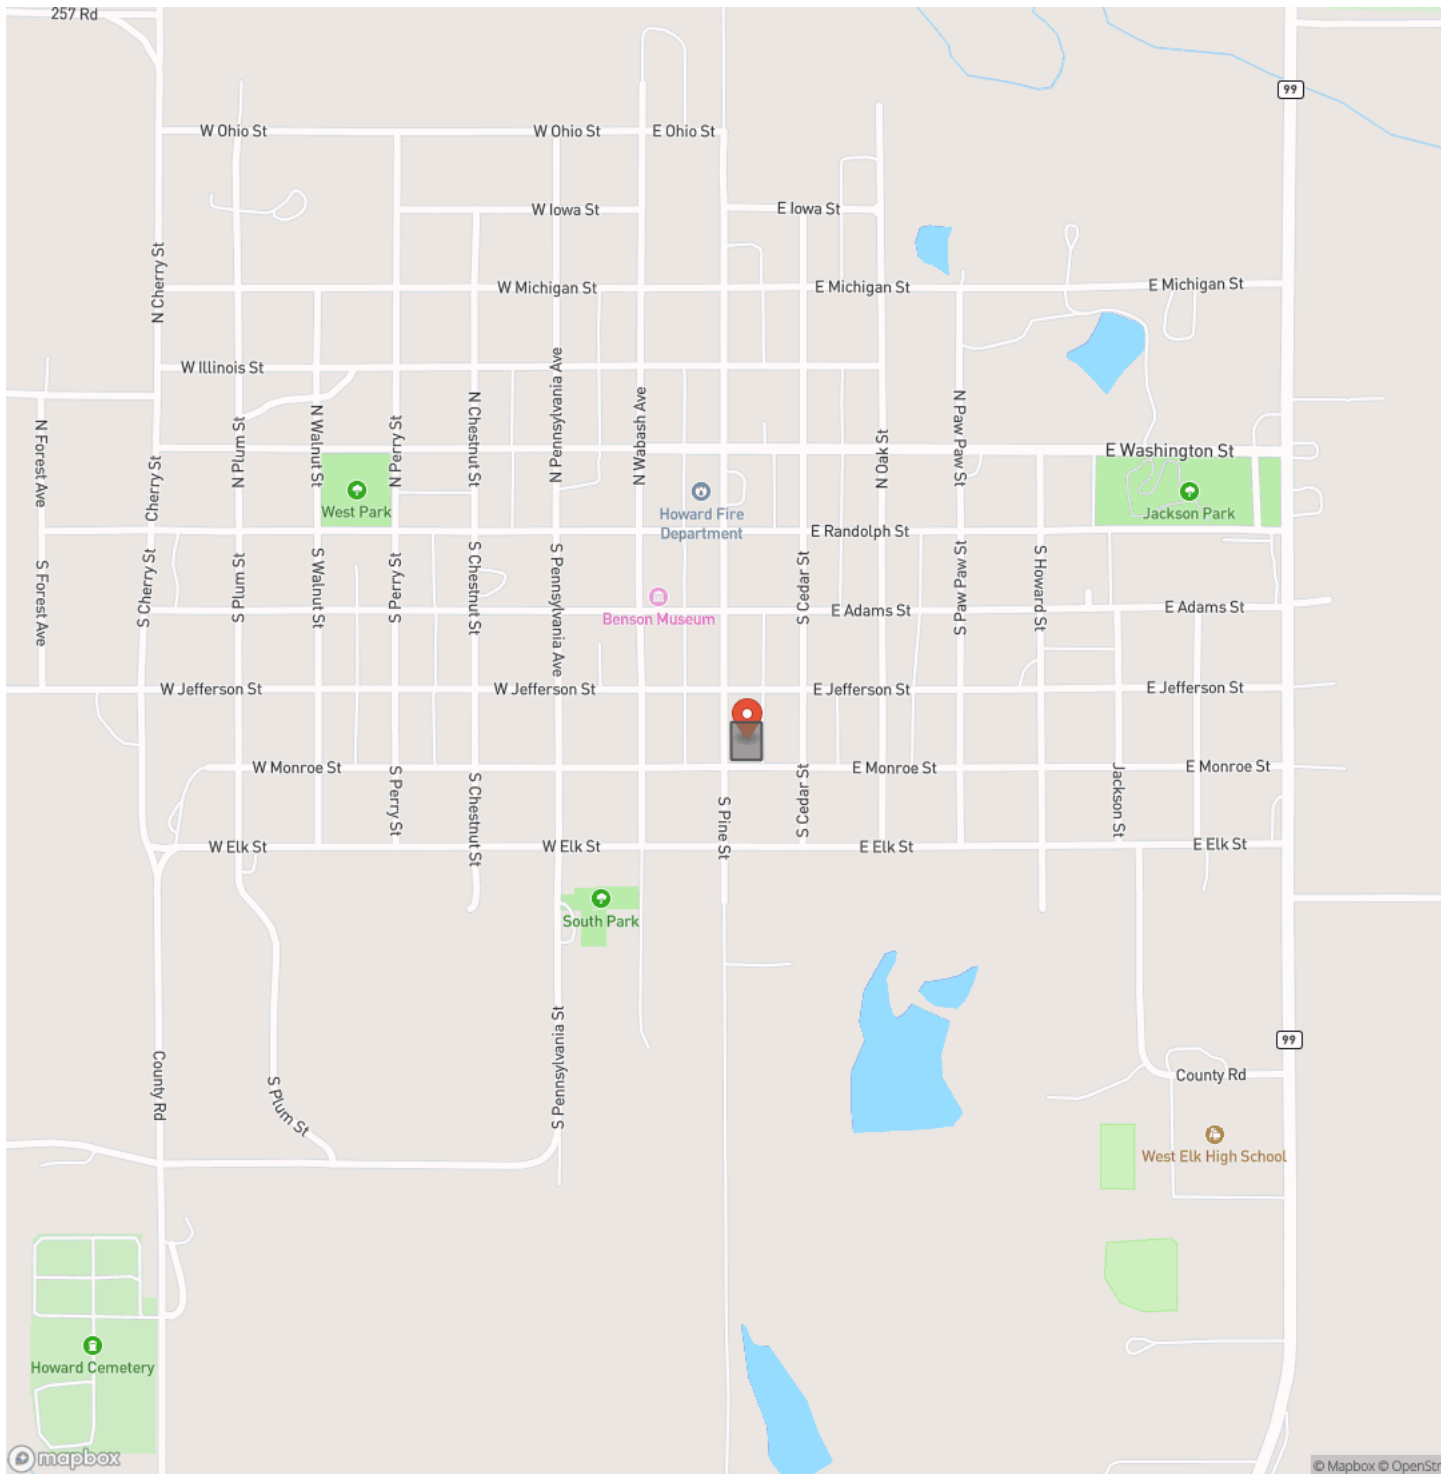 257 Rd
99
W Ohio St
W Ohio St
E Ohio St
W Iowa St
E Iowa St
N Cherry St
W Michigan St
E Michigan St
E Michigan St
W Illinois St
N Pennsylvania Ave
N Forest Ave
N Plum St
N Walnut St
N Perry St
N Chestnut St
N Wabash Ave
N Oak St
N Paw Paw St
E Washington St
Cherry St
West Park
Howard Fire
Department
Jackson Park
E Randolph St
S Forest Ave
S Cherry St
S Plum St
S Walnut St
S Perry St
S Chestnut St
S Pennsylvania Ave
S Cedar St
S Paw Paw St
S Howard St
Benson Museum
E Adams St
E Adams St
W Jefferson St
W Jefferson St
E Jefferson St
E Jefferson St
W Monroe St
E Monroe St
E Monroe St
S Perry St
S Chestnut St
S Pine St
S Cedar St
Jackson St
W Elk St
W Elk St
E Elk St
E Elk St
South Park
County Rd
S Plum St
S Pennsylvania St
99
County Rd
West Elk High School
Howard Cemetery
mapbox
© Mapbox © OpenStr